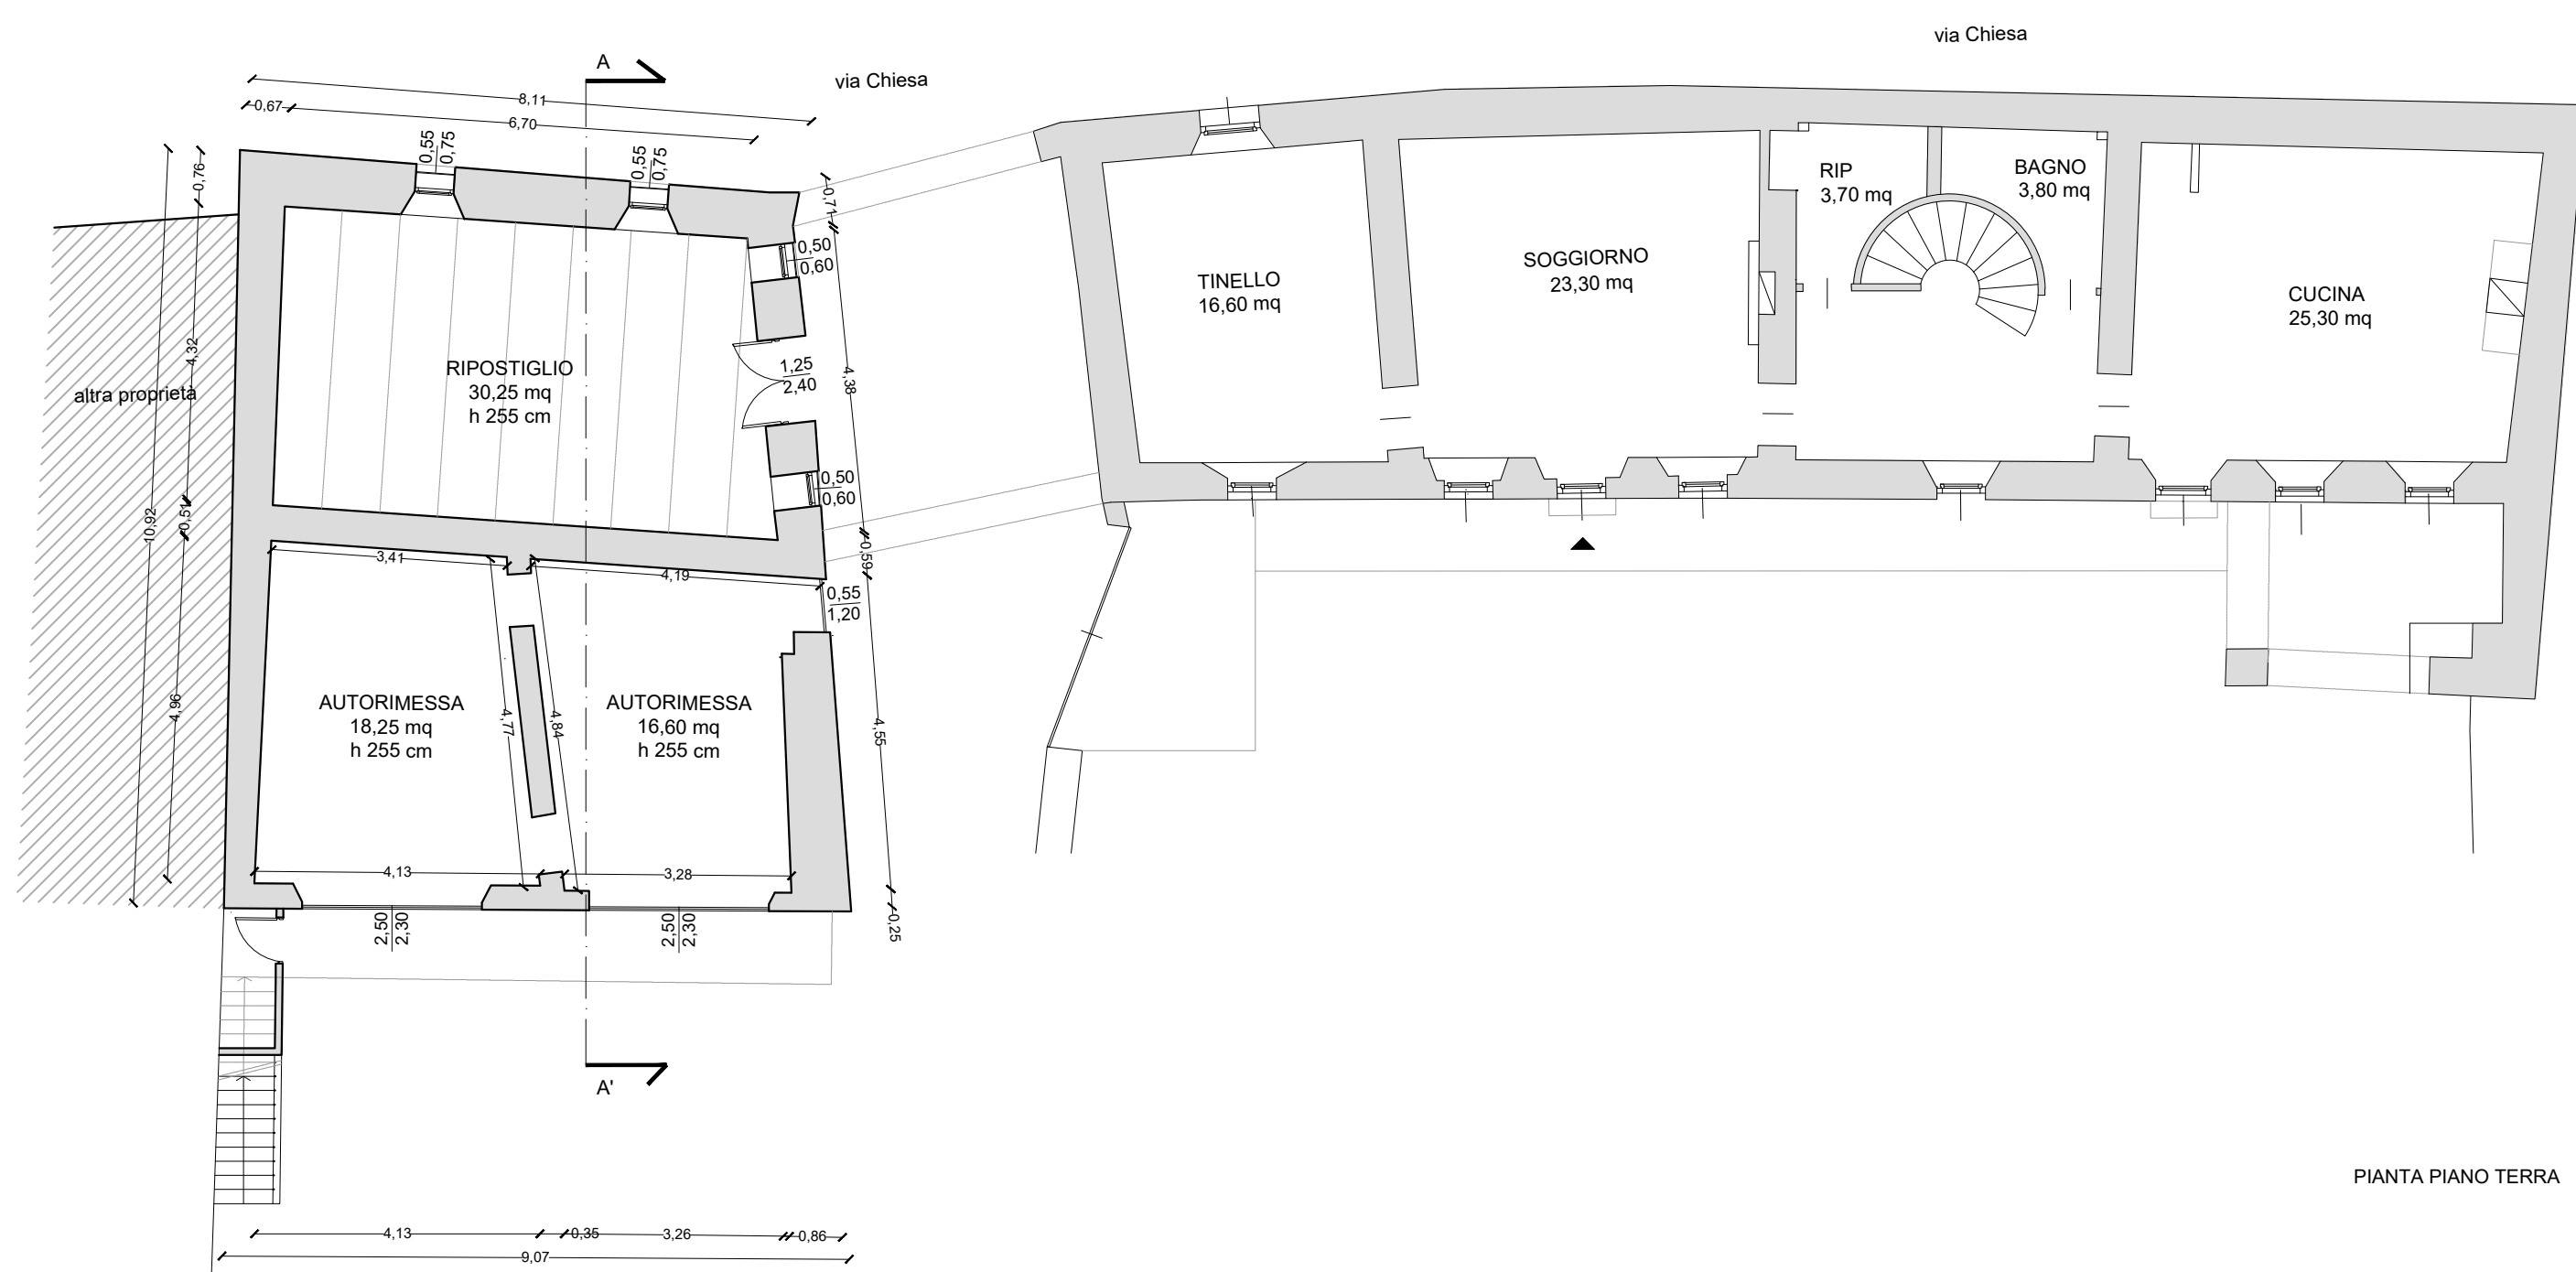 via Chiesa
A
via Chiesa
8,11
0,67
6,70
0,55
0,75
0,55
0,75
0,76
0,71
0,50
0,60
RIP
3,70 mq
BAGNO
3,80 mq
TINELLO
16,60 mq
SOGGIORNO
23,30 mq
CUCINA
25,30 mq
RIPOSTIGLIO
30,25 mq
h 255 cm
altra proprietà
4,32
1,25
2,40
4,38
0,50
0,60
10,92
0,51
0,59
3,41
4,19
0,55
1,20
AUTORIMESSA
18,25 mq
h 255 cm
AUTORIMESSA
16,60 mq
h 255 cm
4,96
4,77
4,84
4,55
4,13
3,28
2,50
2,30
2,50
2,30
0,25
A'
PIANTA PIANO TERRA
4,13
0,35
3,26
0,86
9,07